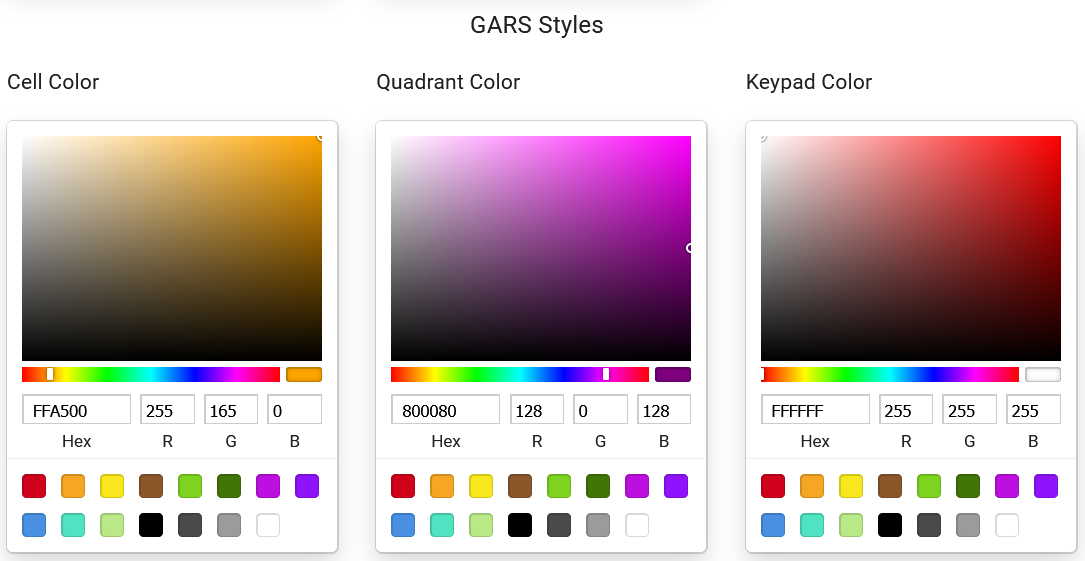 GARS Styles
Cell Color
Quadrant Color
Keypad Color
FFA500 255 165 0
Hex R G B
800080 128 0 128
Hex R G B
FFFFFF 255 255 255
Hex R G B